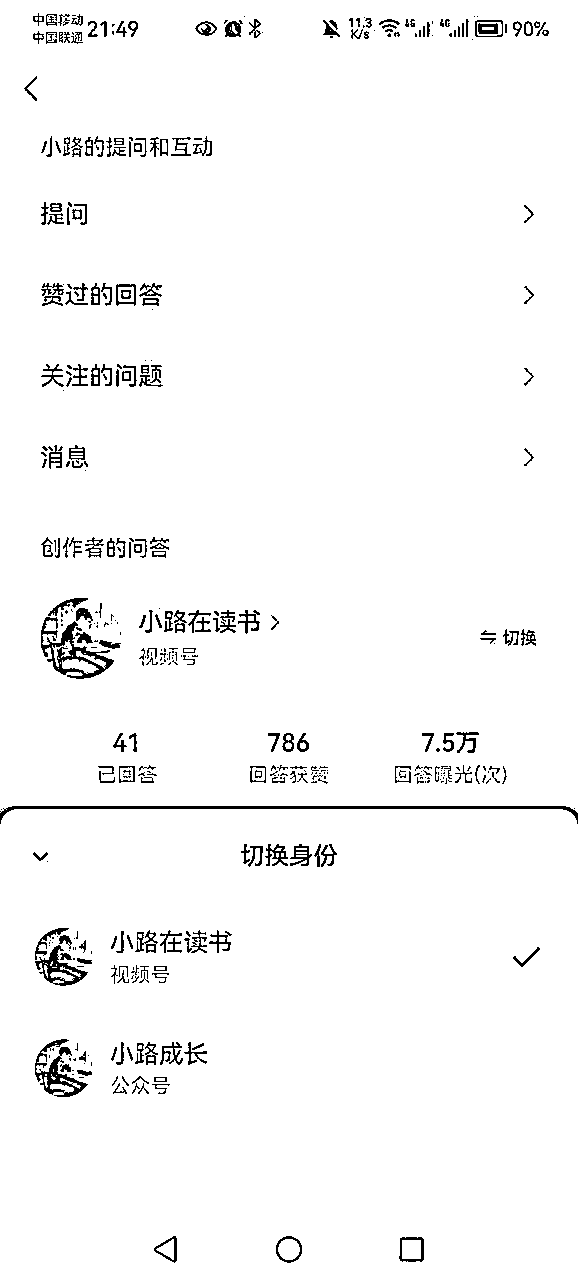 中国移动
中国联通
21:49
11.3
K/s
4G
4G
90%
小路的提问和互动
提问
赞过的回答
关注的问题
消息
创作者的问答
小路在读书
视频号
切换
41
786
7.5万
已回答
回答获赞
回答曝光(次)
切换身份
小路在读书
视频号
小路成长
公众号